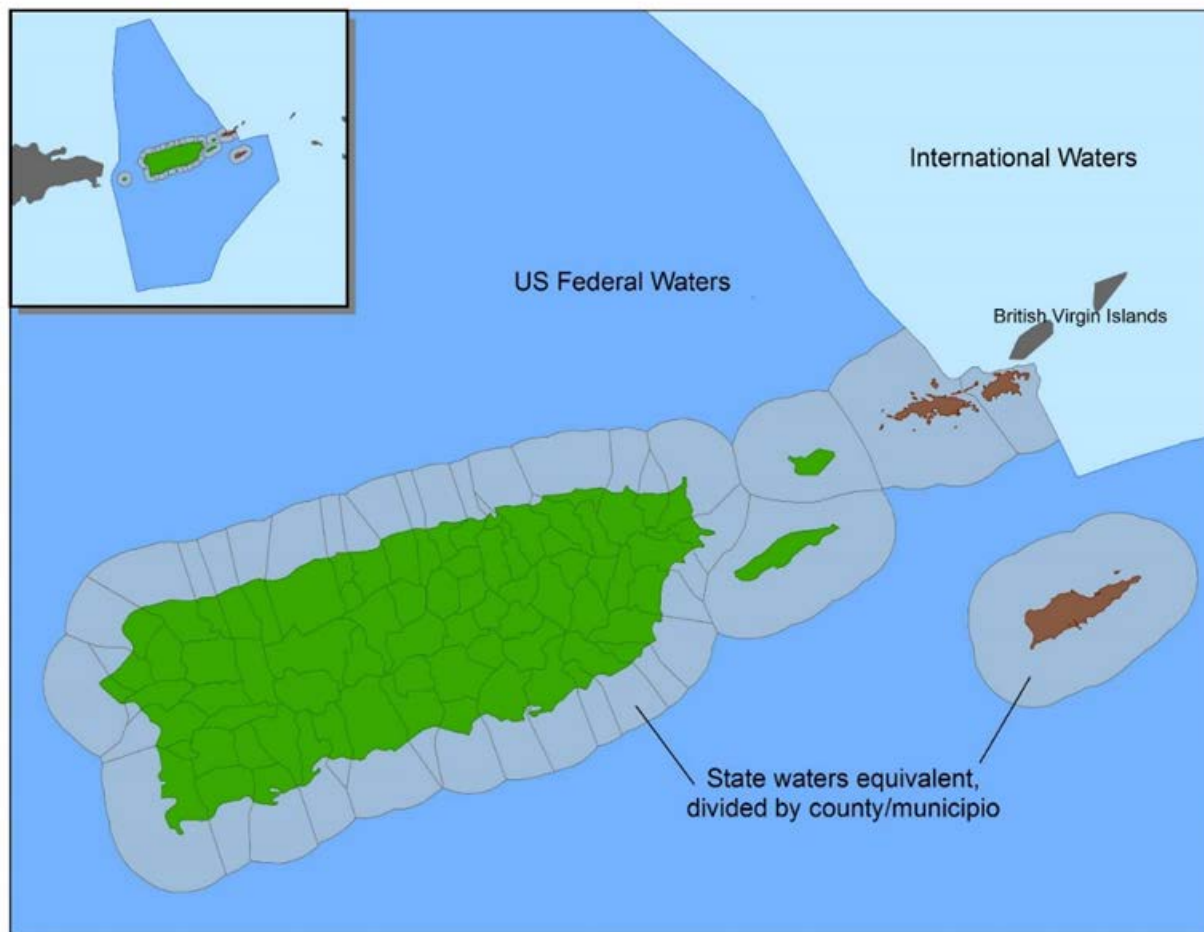 International Waters
US Federal Waters
British Virgin Islands
State waters equivalent,
divided by county/municipio